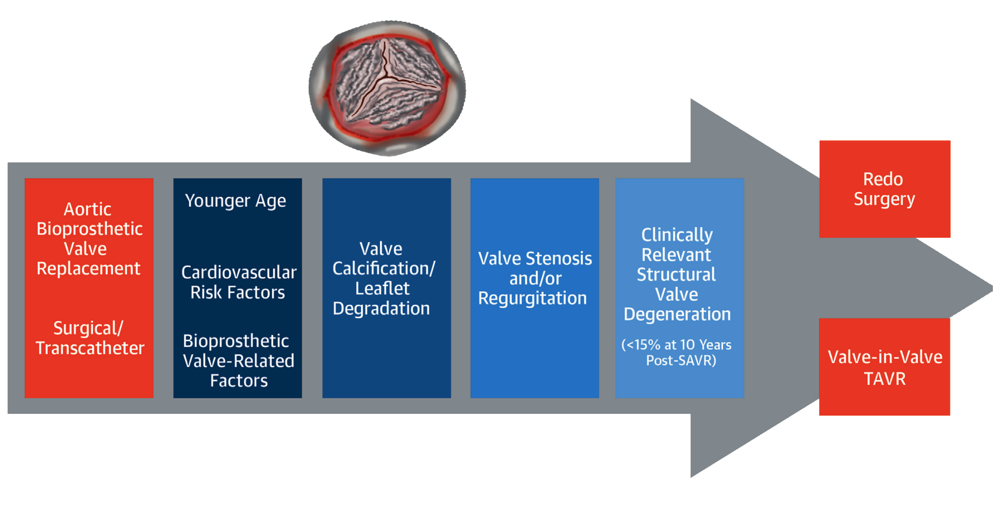 Aortic
Bioprosthetic
Valve
Replacement
Surgical/
Transcatheter
Younger Age
Cardiovascular
Risk Factors
Bioprosthetic
Valve-Related
Factors
Valve
Calcification/
Leaflet
Degradation
Valve Stenosis
and/or
Regurgitation
Clinically
Relevant
Structural
Valve
Degeneration
(<15% at 10 Years
Post-SAVR)
Redo
Surgery
Valve-in-Valve
TAVR